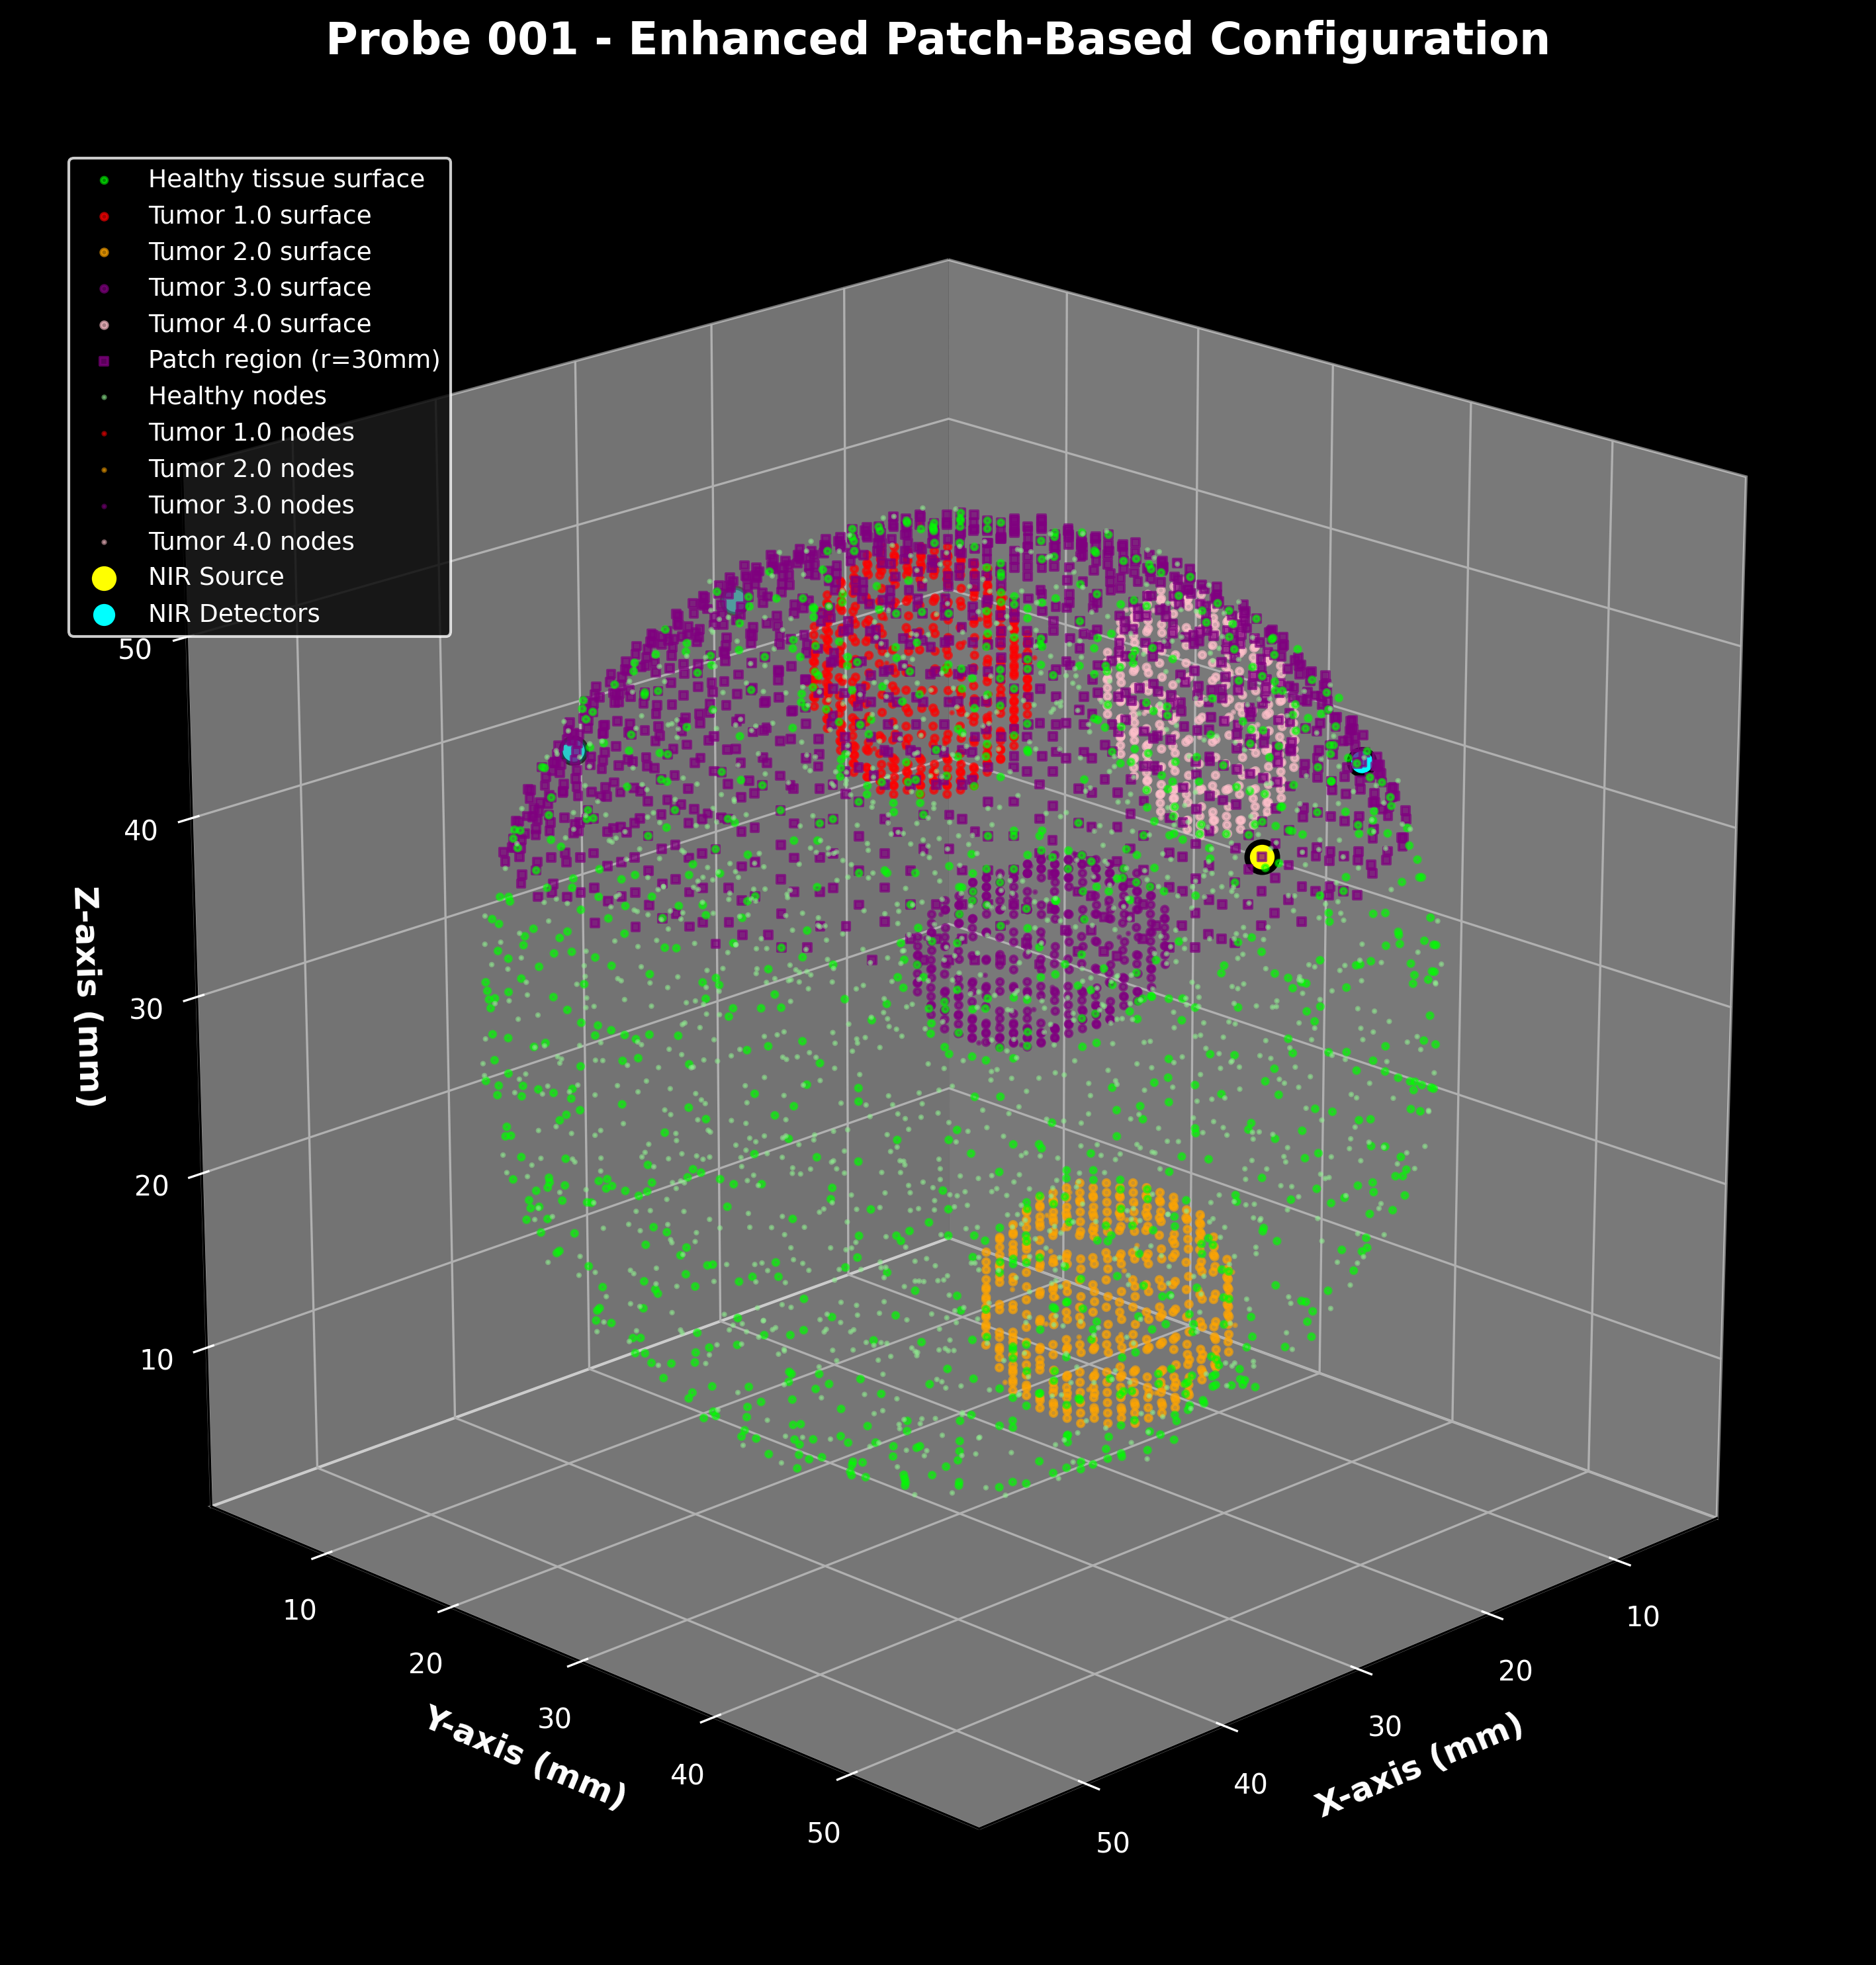 Probe 001 - Enhanced Patch-Based Configuration
Healthy tissue surface
Tumor 1.0 surface
Tumor 2.0 surface
Tumor 3.0 surface
Tumor 4.0 surface
Patch region (r=30mm)
Healthy nodes
Tumor 1.0 nodes
Tumor 2.0 nodes
Tumor 3.0 nodes
Tumor 4.0 nodes
NIR Source
NIR Detectors
50
40
30
20
10
Z-axis (mm)
10
20
30
40
50
Y-axis (mm)
10
20
30
40
50
X-axis (mm)